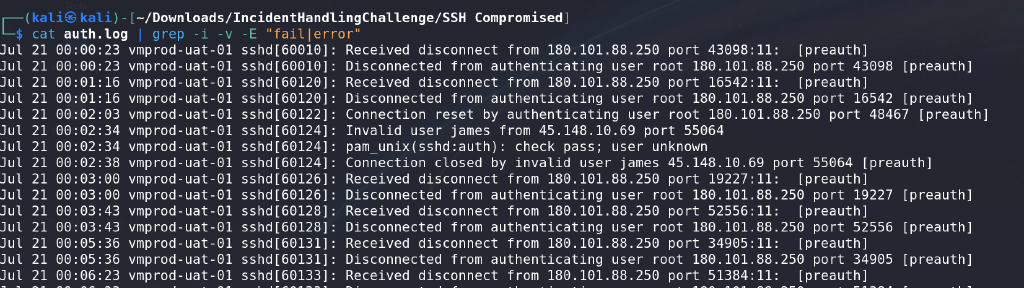 ┌──(kali㉿kali)-[~/Downloads/IncidentHandlingChallenge/SSH Compromised]
└─$ cat auth.log | grep -i -v -E "fail|error"
Jul 21 00:00:23 vmprod-uat-01 sshd[60010]: Received disconnect from 180.101.88.250 port 43098:11:  [preauth]
Jul 21 00:00:23 vmprod-uat-01 sshd[60010]: Disconnected from authenticating user root 180.101.88.250 port 43098 [preauth]
Jul 21 00:01:16 vmprod-uat-01 sshd[60120]: Received disconnect from 180.101.88.250 port 16542:11:  [preauth]
Jul 21 00:01:16 vmprod-uat-01 sshd[60120]: Disconnected from authenticating user root 180.101.88.250 port 16542 [preauth]
Jul 21 00:02:03 vmprod-uat-01 sshd[60122]: Connection reset by authenticating user root 180.101.88.250 port 48467 [preauth]
Jul 21 00:02:34 vmprod-uat-01 sshd[60124]: Invalid user james from 45.148.10.69 port 55064
Jul 21 00:02:34 vmprod-uat-01 sshd[60124]: pam_unix(sshd:auth): check pass; user unknown
Jul 21 00:02:38 vmprod-uat-01 sshd[60124]: Connection closed by invalid user james 45.148.10.69 port 55064 [preauth]
Jul 21 00:03:00 vmprod-uat-01 sshd[60126]: Received disconnect from 180.101.88.250 port 19227:11:  [preauth]
Jul 21 00:03:00 vmprod-uat-01 sshd[60126]: Disconnected from authenticating user root 180.101.88.250 port 19227 [preauth]
Jul 21 00:03:43 vmprod-uat-01 sshd[60128]: Received disconnect from 180.101.88.250 port 52556:11:  [preauth]
Jul 21 00:03:43 vmprod-uat-01 sshd[60128]: Disconnected from authenticating user root 180.101.88.250 port 52556 [preauth]
Jul 21 00:05:36 vmprod-uat-01 sshd[60131]: Received disconnect from 180.101.88.250 port 34905:11:  [preauth]
Jul 21 00:05:36 vmprod-uat-01 sshd[60131]: Disconnected from authenticating user root 180.101.88.250 port 34905 [preauth]
Jul 21 00:06:23 vmprod-uat-01 sshd[60133]: Received disconnect from 180.101.88.250 port 51384:11:  [preauth]